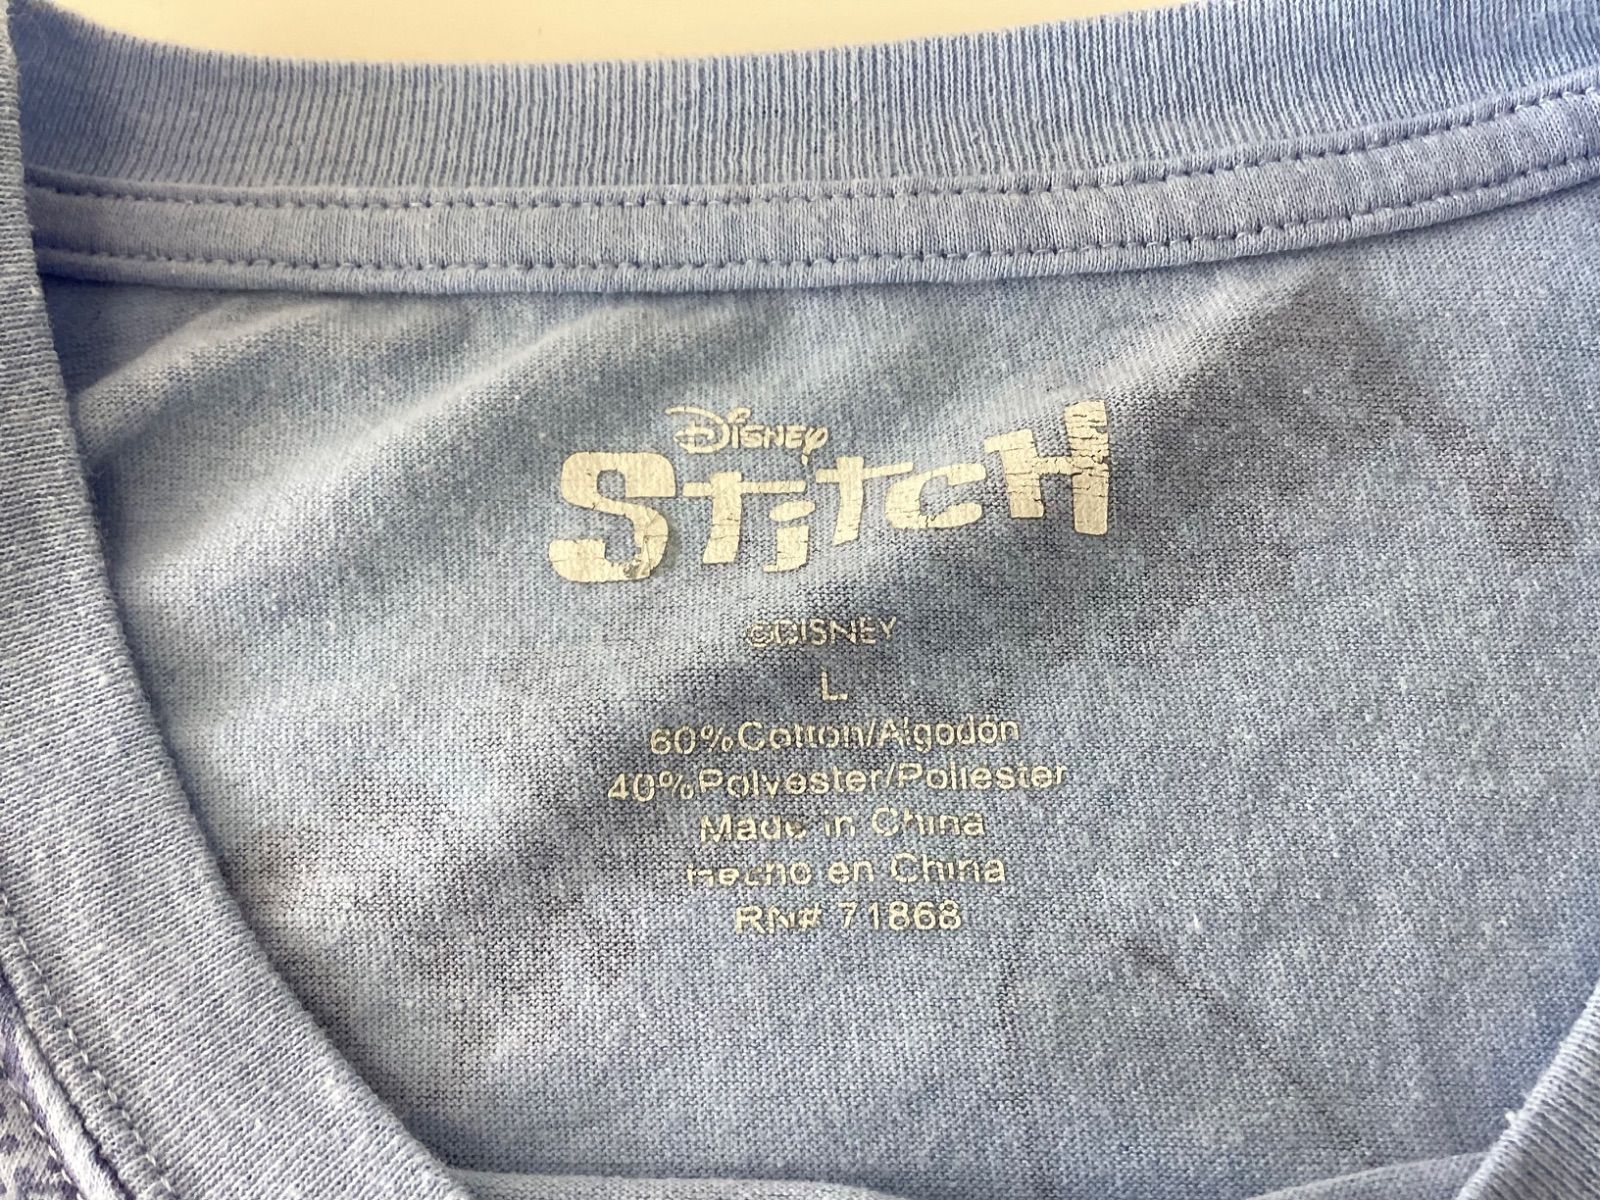 Disney
Stitch
©DISNEY
L
60%Cotton/Algodón
40%Polyester/Poliester
Made in China
Hecho en China
RN# 71868